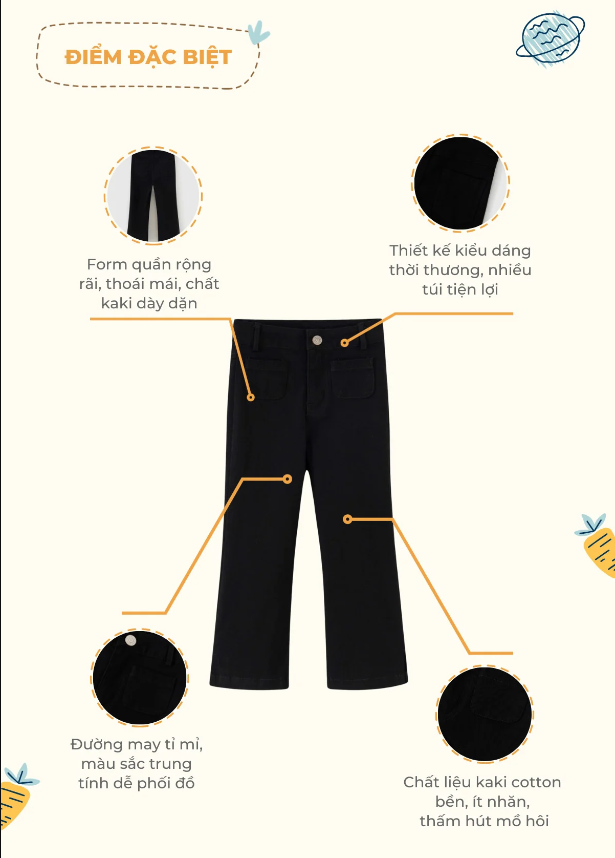 ĐIỂM ĐẶC BIỆT
Form quần rộng
rãi, thoái mái, chất
kaki dày dặn
Thiết kế kiểu dáng
thời thương, nhiều
túi tiện lợi
Đường may tỉ mỉ,
màu sắc trung
tính dễ phối đồ
Chất liệu kaki cotton
bền, ít nhăn,
thấm hút mồ hôi